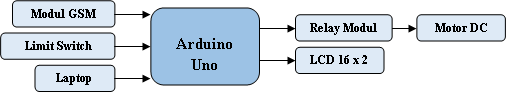 Modul GSM
Limit Switch
Laptop
Arduino
Uno
Relay Modul
Motor DC
LCD 16 x 2